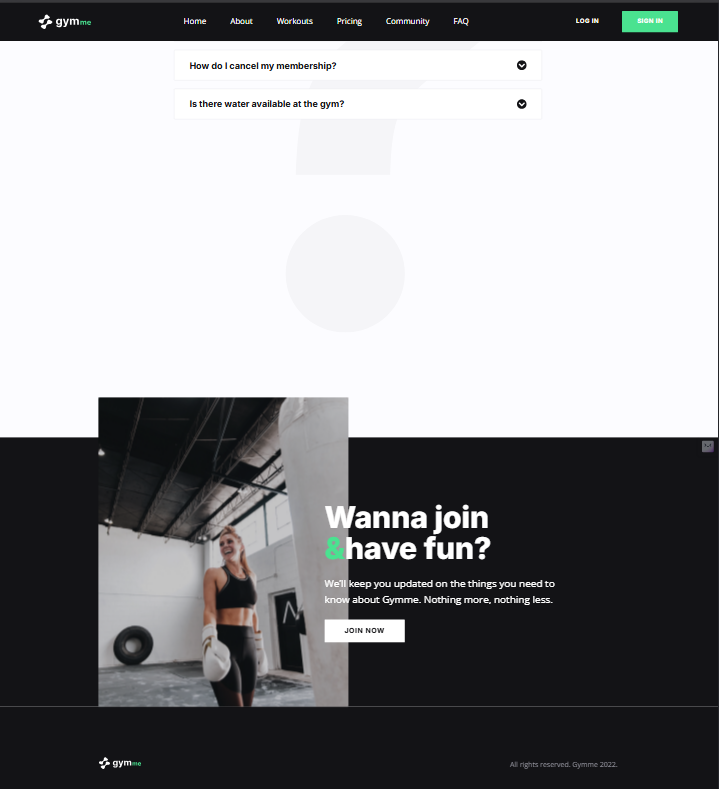 gymme Home About Workouts Pricing Community FAQ LOG IN SIGN IN
How do I cancel my membership?
Is there water available at the gym?
Wanna join
&have fun?
We'll keep you updated on the things you need to
know about Gymme. Nothing more, nothing less.
JOIN NOW
gymme All rights reserved. Gymme 2022.